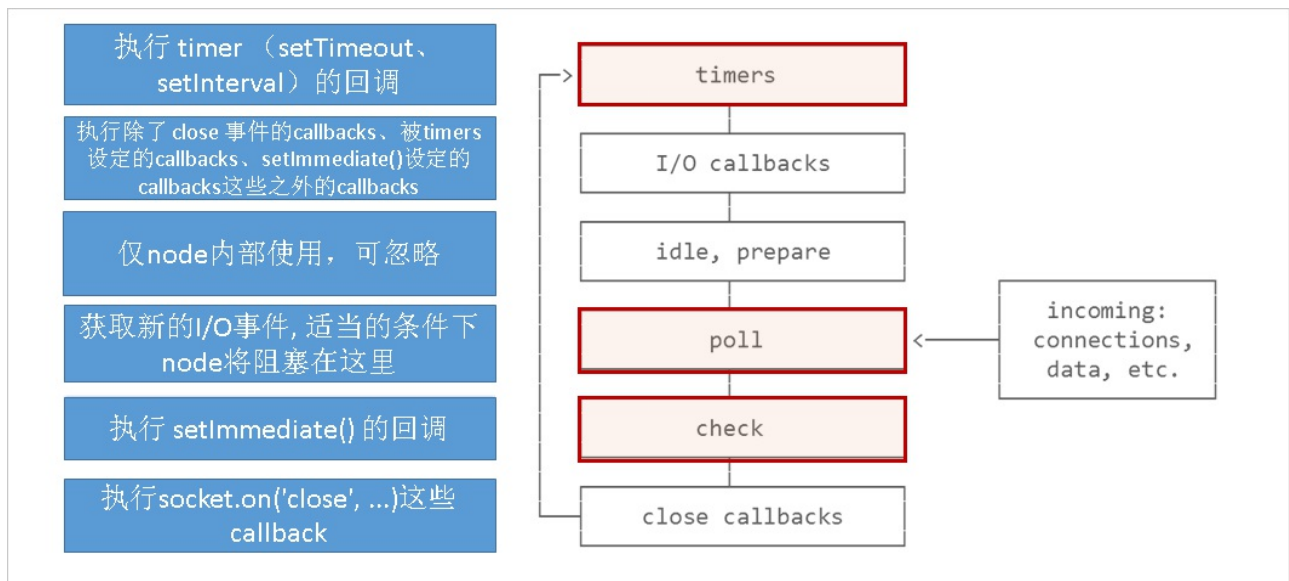 执行 timer （setTimeout、
setInterval）的回调
timers
执行除了 close 事件的callbacks、被timers
设定的callbacks、setImmediate()设定的
callbacks这些之外的callbacks
I/O callbacks
仅node内部使用，可忽略
idle, prepare
获取新的I/O事件, 适当的条件下
node将阻塞在这里
poll
incoming:
connections,
data, etc.
执行 setImmediate() 的回调
check
执行socket.on('close', ...)这些
callback
close callbacks